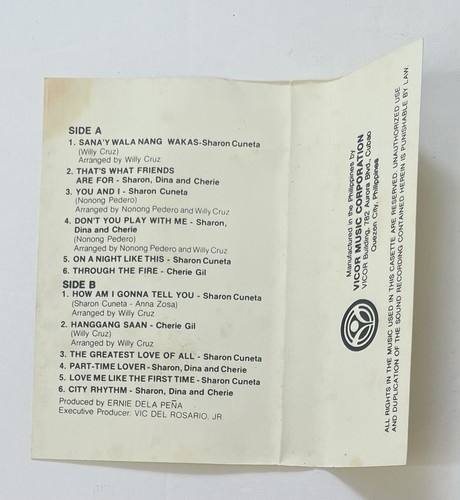 SIDE A
1. SANA'Y WALA NANG WAKAS-Sharon Cuneta
(Willy Cruz)
Arranged by Willy Cruz
2. THAT'S WHAT FRIENDS
ARE FOR - Sharon, Dina and Cherie
3. YOU AND I - Sharon Cuneta
(Nonong Pedero)
Arranged by Nonong Pedero and Willy Cruz
4. DON'T YOU PLAY WITH ME - Sharon,
Dina and Cherie
(Nonong Pedero)
Arranged by Nonong Pedero and Willy Cruz
5. ON A NIGHT LIKE THIS - Sharon Cuneta
6. THROUGH THE FIRE - Cherie Gil
SIDE B
1. HOW AM I GONNA TELL YOU - Sharon Cuneta
(Sharon Cuneta - Anna Zosa)
Arranged by Willy Cruz
2. HANGGANG SAAN - Cherie Gil
(Willy Cruz)
Arranged by Willy Cruz
3. THE GREATEST LOVE OF ALL - Sharon Cuneta
4. PART-TIME LOVER - Sharon, Dina and Cherie
5. LOVE ME LIKE THE FIRST TIME - Sharon Cuneta
6. CITY RHYTHM - Sharon, Dina and Cherie
Produced by ERNIE DELA PEÑA
Executive Producer: VIC DEL ROSARIO, JR
Manufactured in the Philippines by
VICOR MUSIC CORPORATION
VICOR Building, 782 Aurora Blvd., Cubao
Quezon City, Philippines
ALL RIGHTS IN THE MUSIC USED IN THIS CASETTE ARE RESERVED. UNAUTHORIZED USE
AND DUPLICATION OF THE SOUND RECORDING CONTAINED HEREIN IS PUNISHABLE BY LAW.